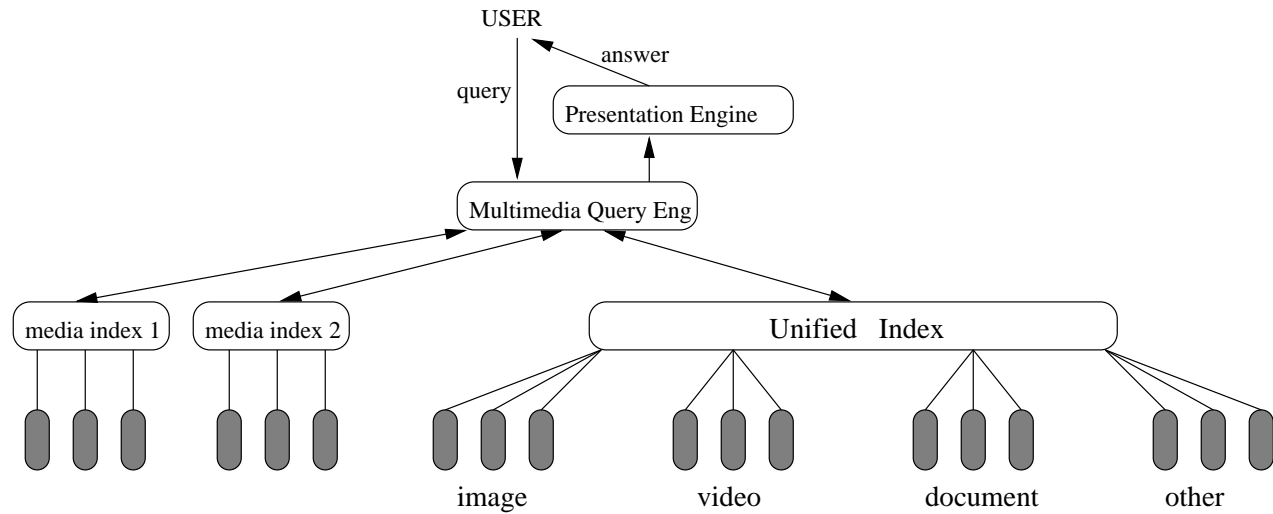 USER
answer
query
Presentation Engine
Multimedia Query Eng
media index 1
media index 2
Unified Index
image
video
document
other